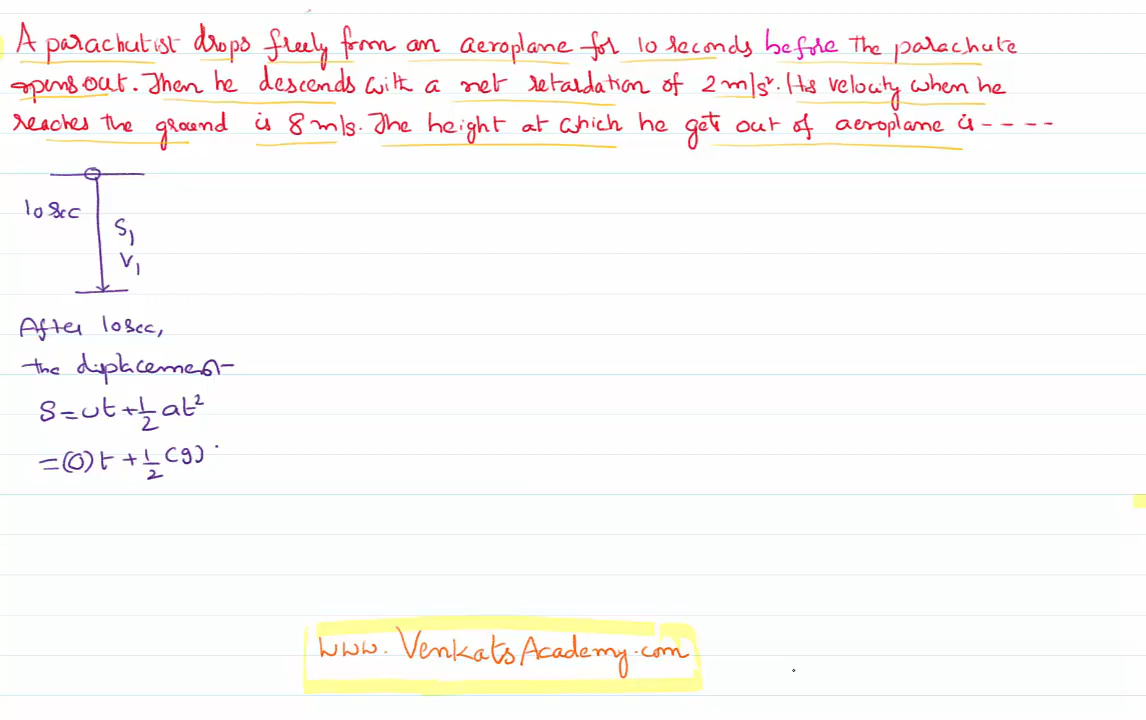 A parachutist drops freely from an aeroplane for 10 seconds before the parachute
opens out. Then he descends with a net retardation of 2 m/s². Its velocity when he
reaches the ground is 8 m/s. The height at which he gets out of aeroplane is ----
10 sec
S₁
V₁
After 10 sec,
the displacement
S = ut + 1/2 at²
= (0)t + 1/2 (g)
www.VenkatsAcademy.com